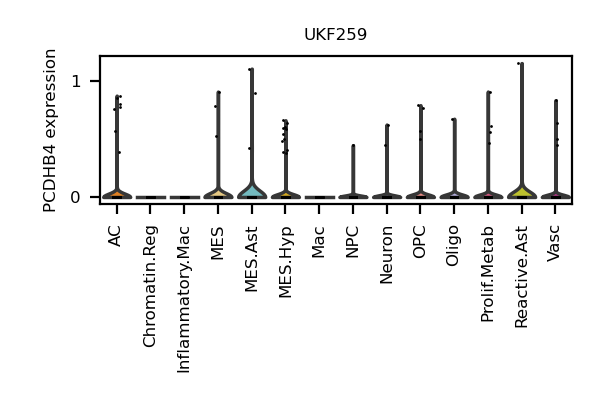 UKF259
PCDHB4 expression
1
0
AC
Chromatin.Reg
Inflammatory.Mac
MES
MES.Ast
MES.Hyp
Mac
NPC
Neuron
OPC
Oligo
Prolif.Metab
Reactive.Ast
Vasc